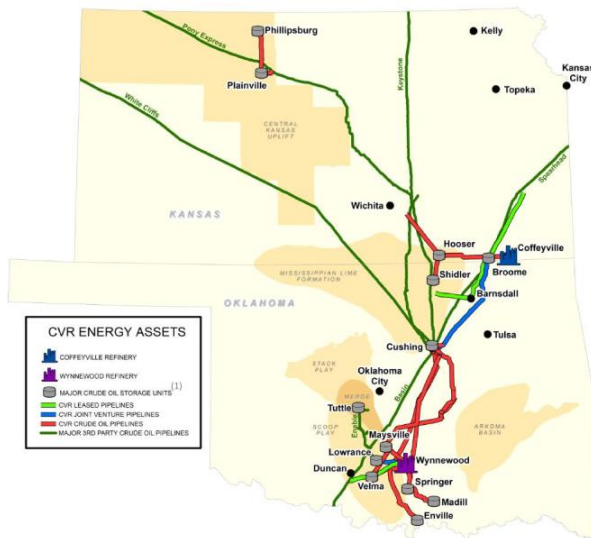 Pony Express
Phillipsburg
Kelly
Kansas
City
Plainville
Keystone
Topeka
White Cliffs
CENTRAL
KANSAS
UPLIFT
Spearhead
Wichita
KANSAS
Hooser
Coffeyville
Shidler
Broome
MISSISSIPPIAN LIME
FORMATION
Barnsdall
OKLAHOMA
Tulsa
Cushing
CVR ENERGY ASSETS
COFFEYVILLE REFINERY
WYNNEWOOD REFINERY
MAJOR CRUDE OIL STORAGE UNITS(1)
CVR LEASED PIPELINES
CVR JOINT VENTURE PIPELINES
CVR CRUDE OIL PIPELINES
MAJOR 3RD PARTY CRUDE OIL PIPELINES
STACK
PLAY
Oklahoma
City
Basin
MERGE
Tuttle
Enable
SCOOP
PLAY
Maysville
ARKOMA
BASIN
Lowrance
Wynnewood
Duncan
Velma
Springer
Madill
Enville